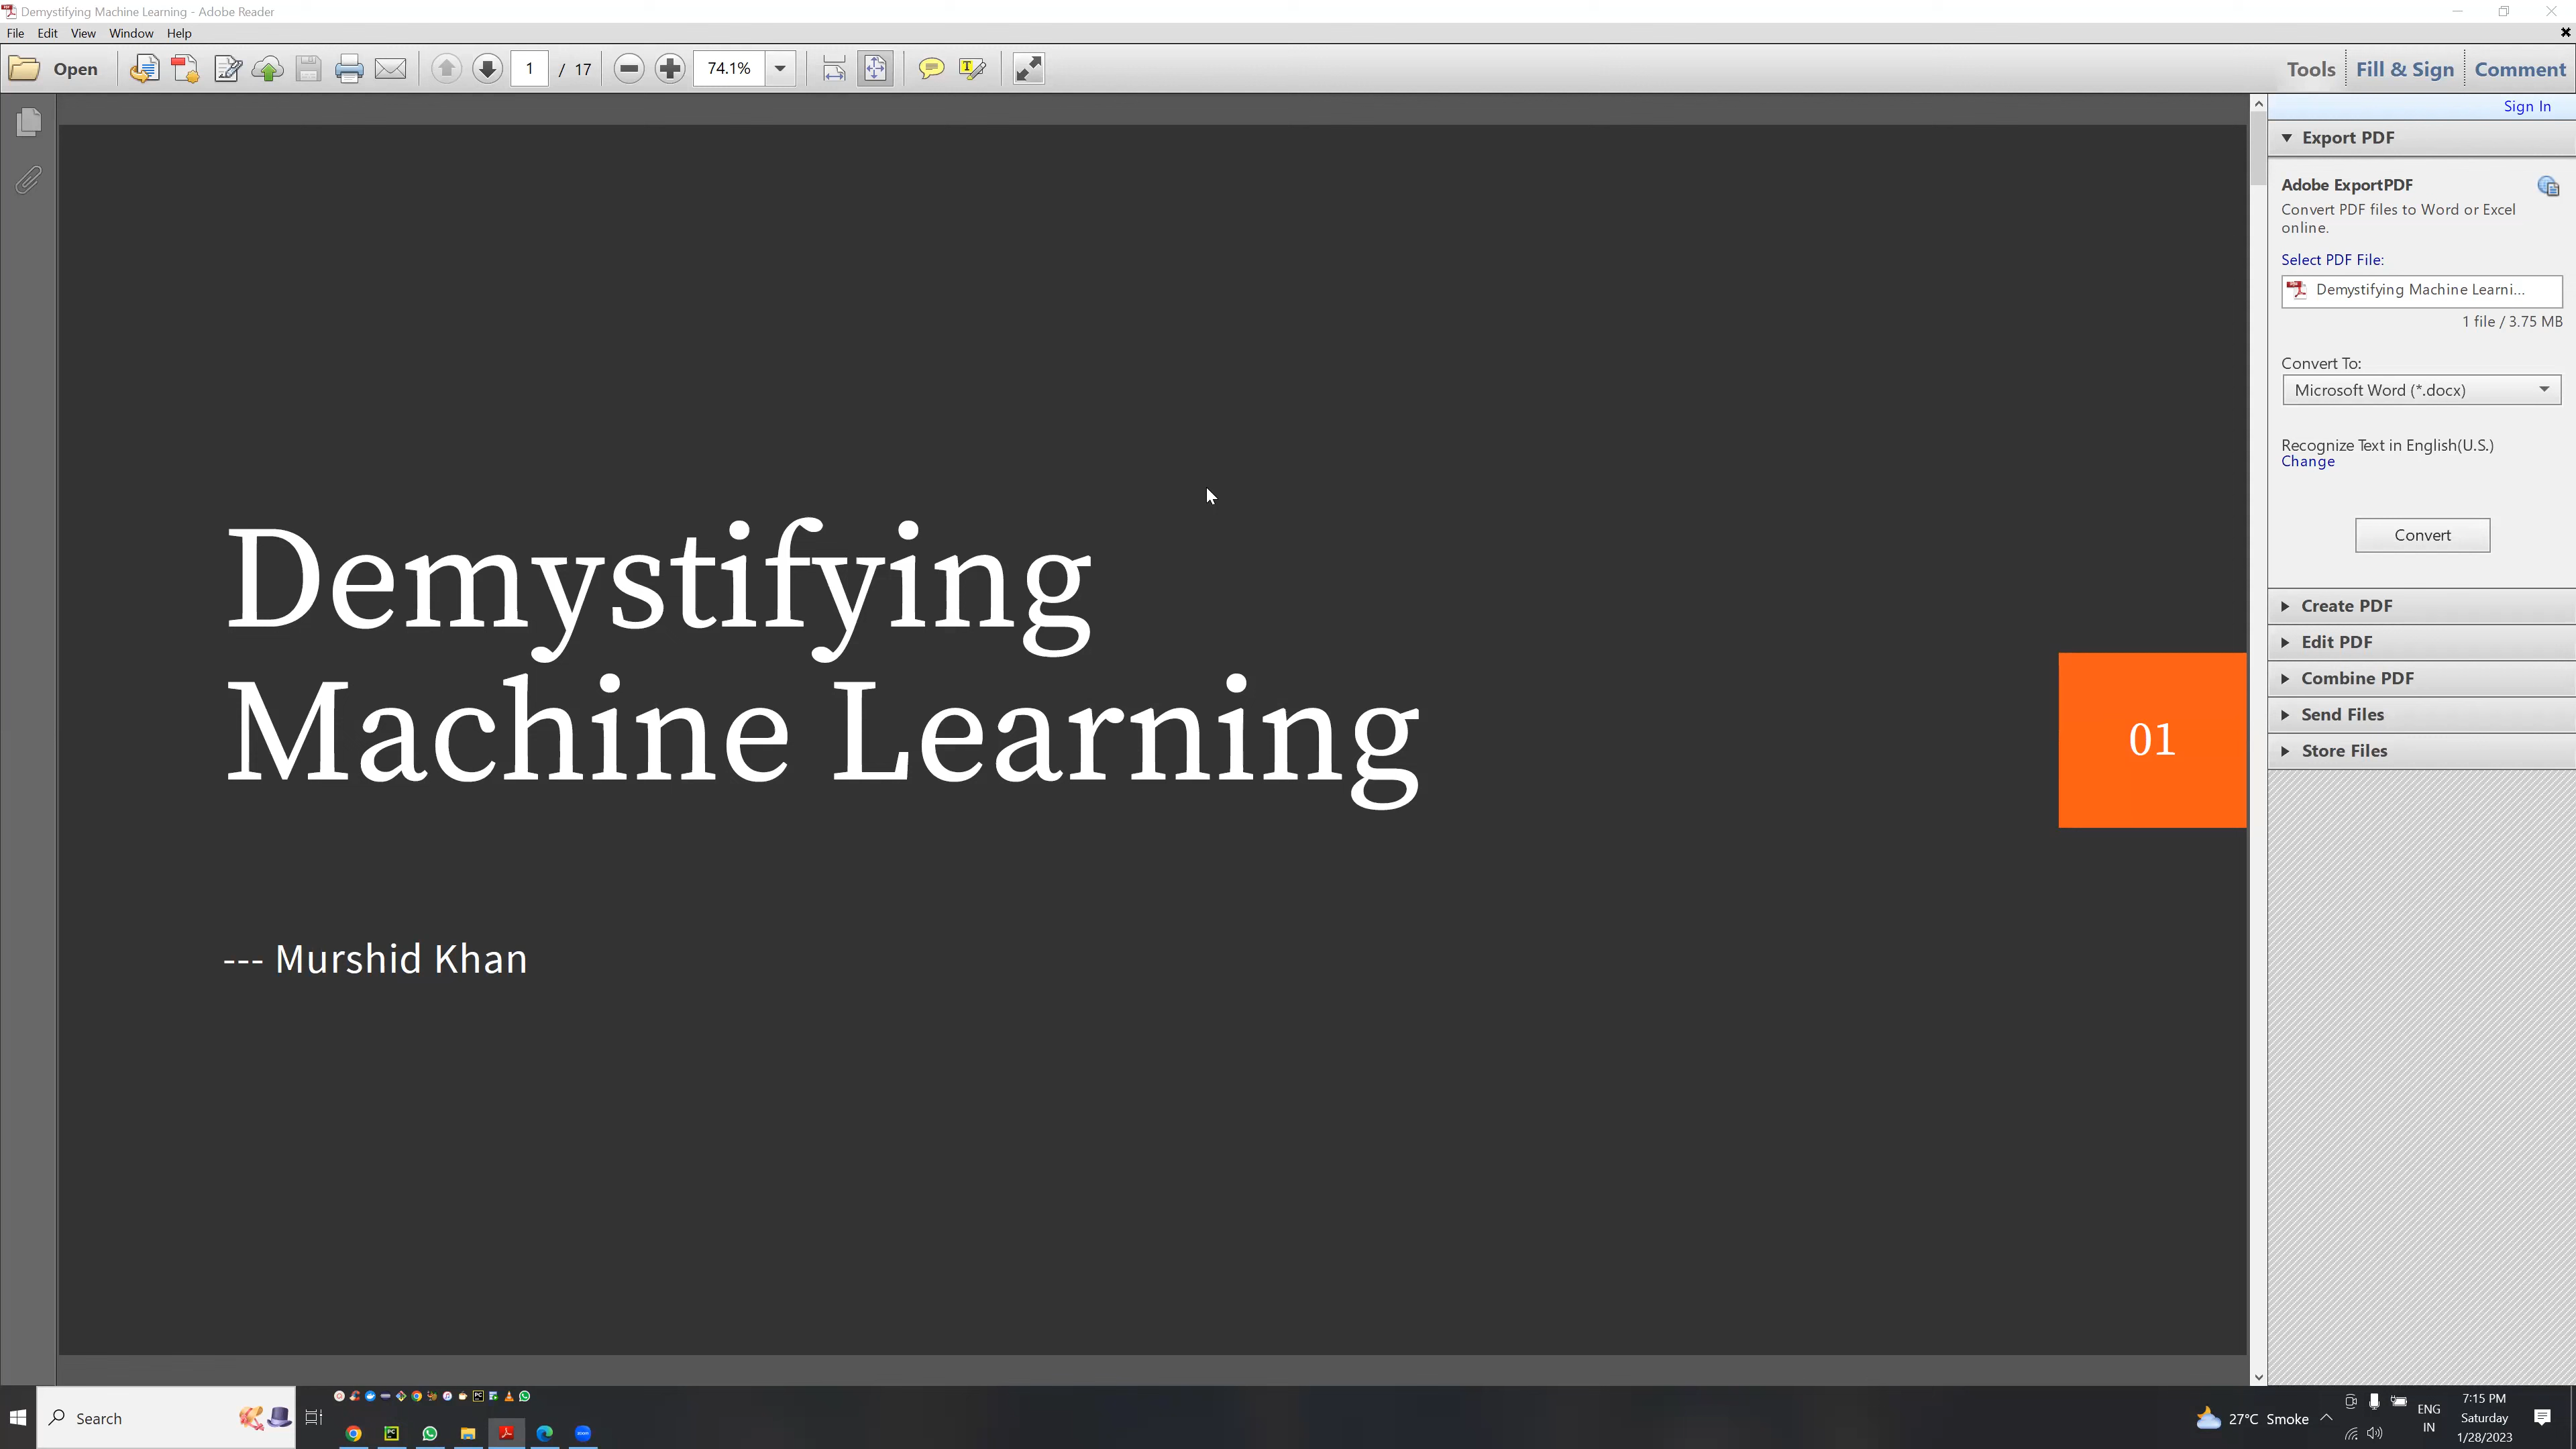 Demystifying Machine Learning - Adobe Reader
File Edit View Window Help
Open 1 / 17 74.1% Tools Fill & Sign Comment
Sign In
Export PDF
Adobe ExportPDF
Convert PDF files to Word or Excel
online.
Select PDF File:
Demystifying Machine Learni...
1 file / 3.75 MB
Convert To:
Microsoft Word (*.docx)
Recognize Text in English(U.S.)
Change
Convert
Create PDF
Edit PDF
Combine PDF
Send Files
Store Files
Demystifying
Machine Learning
01
--- Murshid Khan
Search
27°C Smoke
ENG
IN
7:15 PM
Saturday
1/28/2023